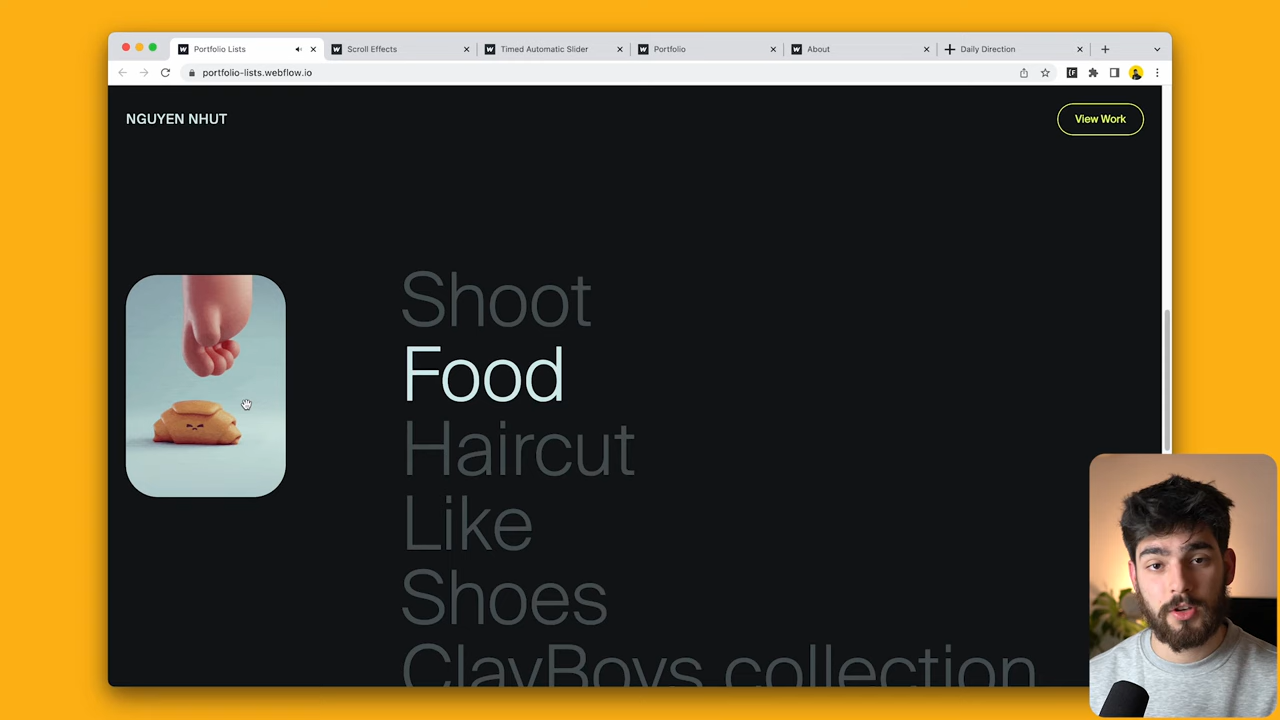 Portfolio Lists
Scroll Effects
Timed Automatic Slider
Portfolio
About
Daily Direction
portfolio-lists.webflow.io
NGUYEN NHUT
View Work
Shoot
Food
Haircut
Like
Shoes
ClayBoys collection